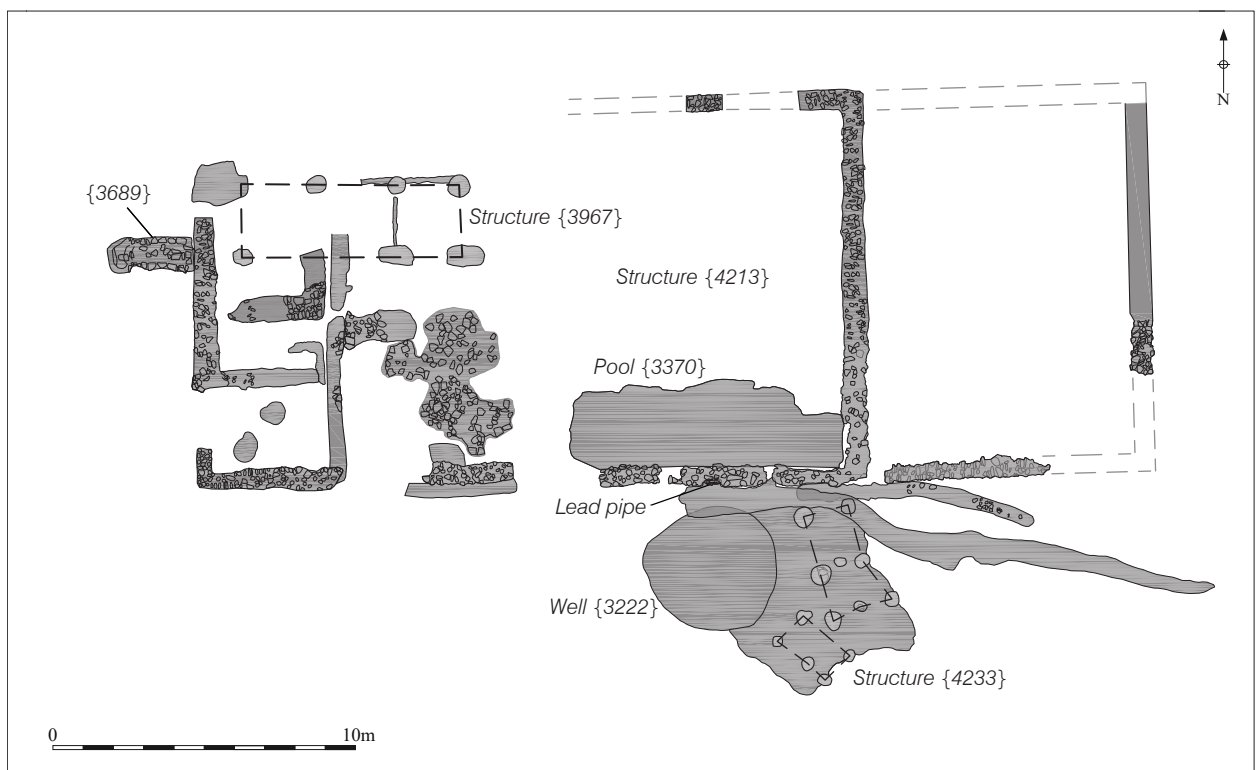 N
{3689}
Structure {3967}
Structure {4213}
Pool {3370}
Lead pipe
Well {3222}
Structure {4233}
0 10m